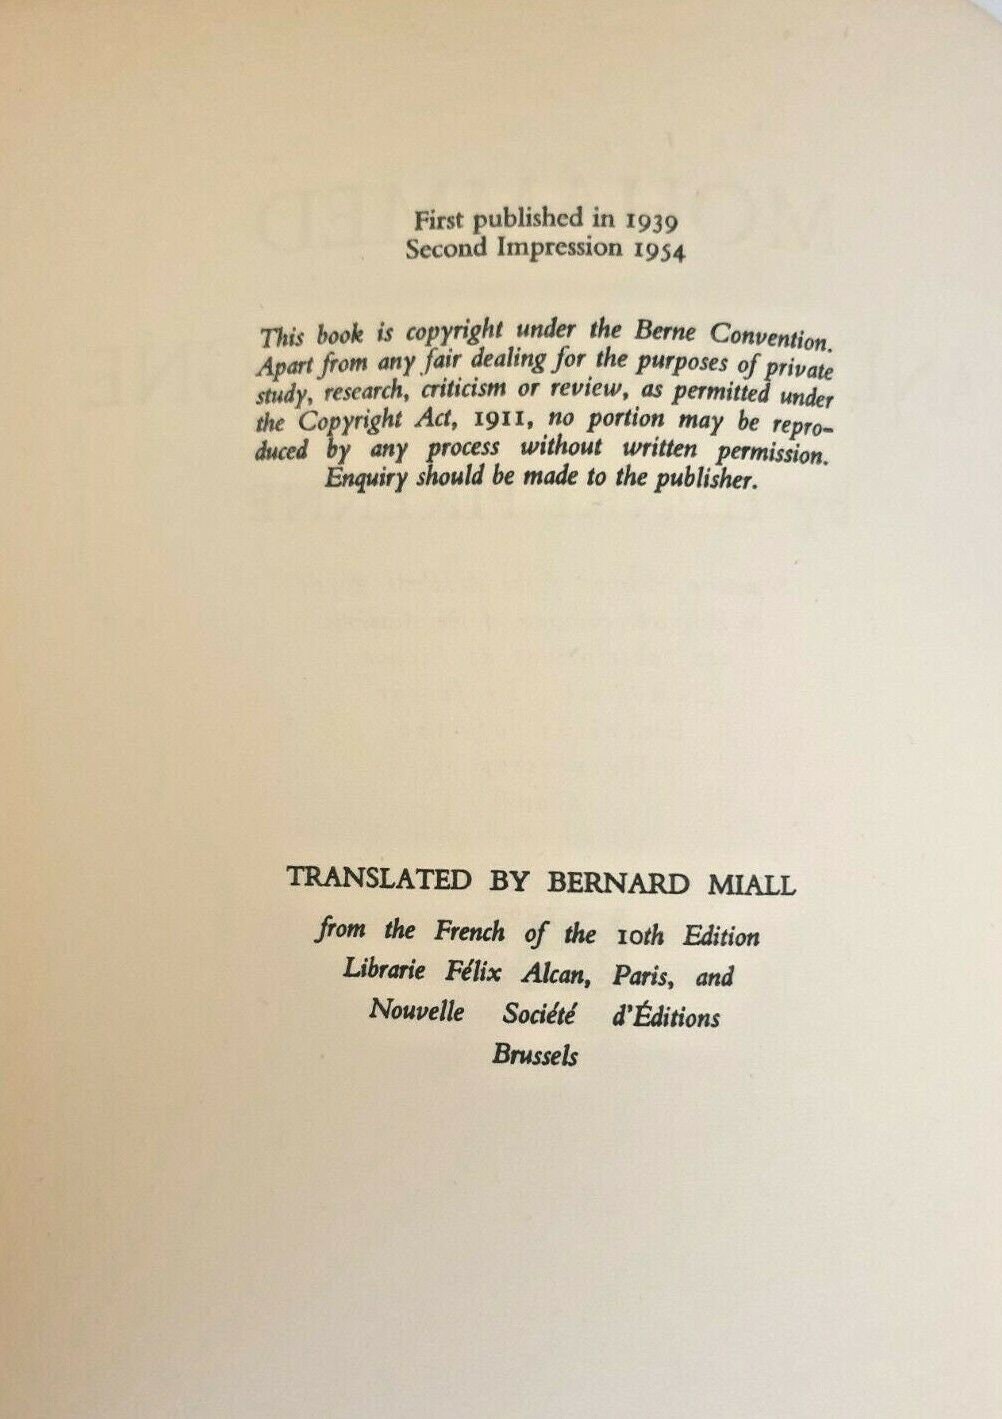 First published in 1939
Second Impression 1954
This book is copyright under the Berne Convention.
Apart from any fair dealing for the purposes of private
study, research, criticism or review, as permitted under
the Copyright Act, 1911, no portion may be repro-
duced by any process without written permission.
Enquiry should be made to the publisher.
TRANSLATED BY BERNARD MIALL
from the French of the 10th Edition
Librarie Félix Alcan, Paris, and
Nouvelle Société d'Éditions
Brussels